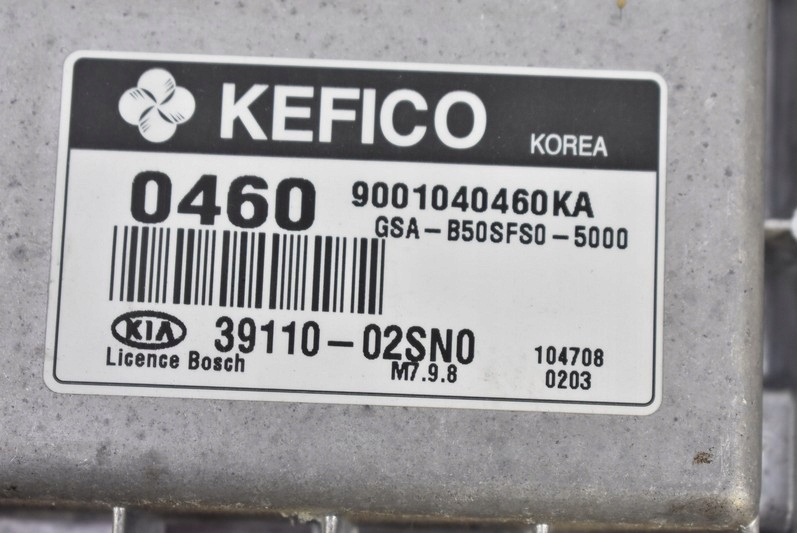 KEFICO KOREA
0460 9001040460KA
GSA-B50SFS0-5000
KIA 39110-02SN0
Licence Bosch M7.9.8
104708
0203